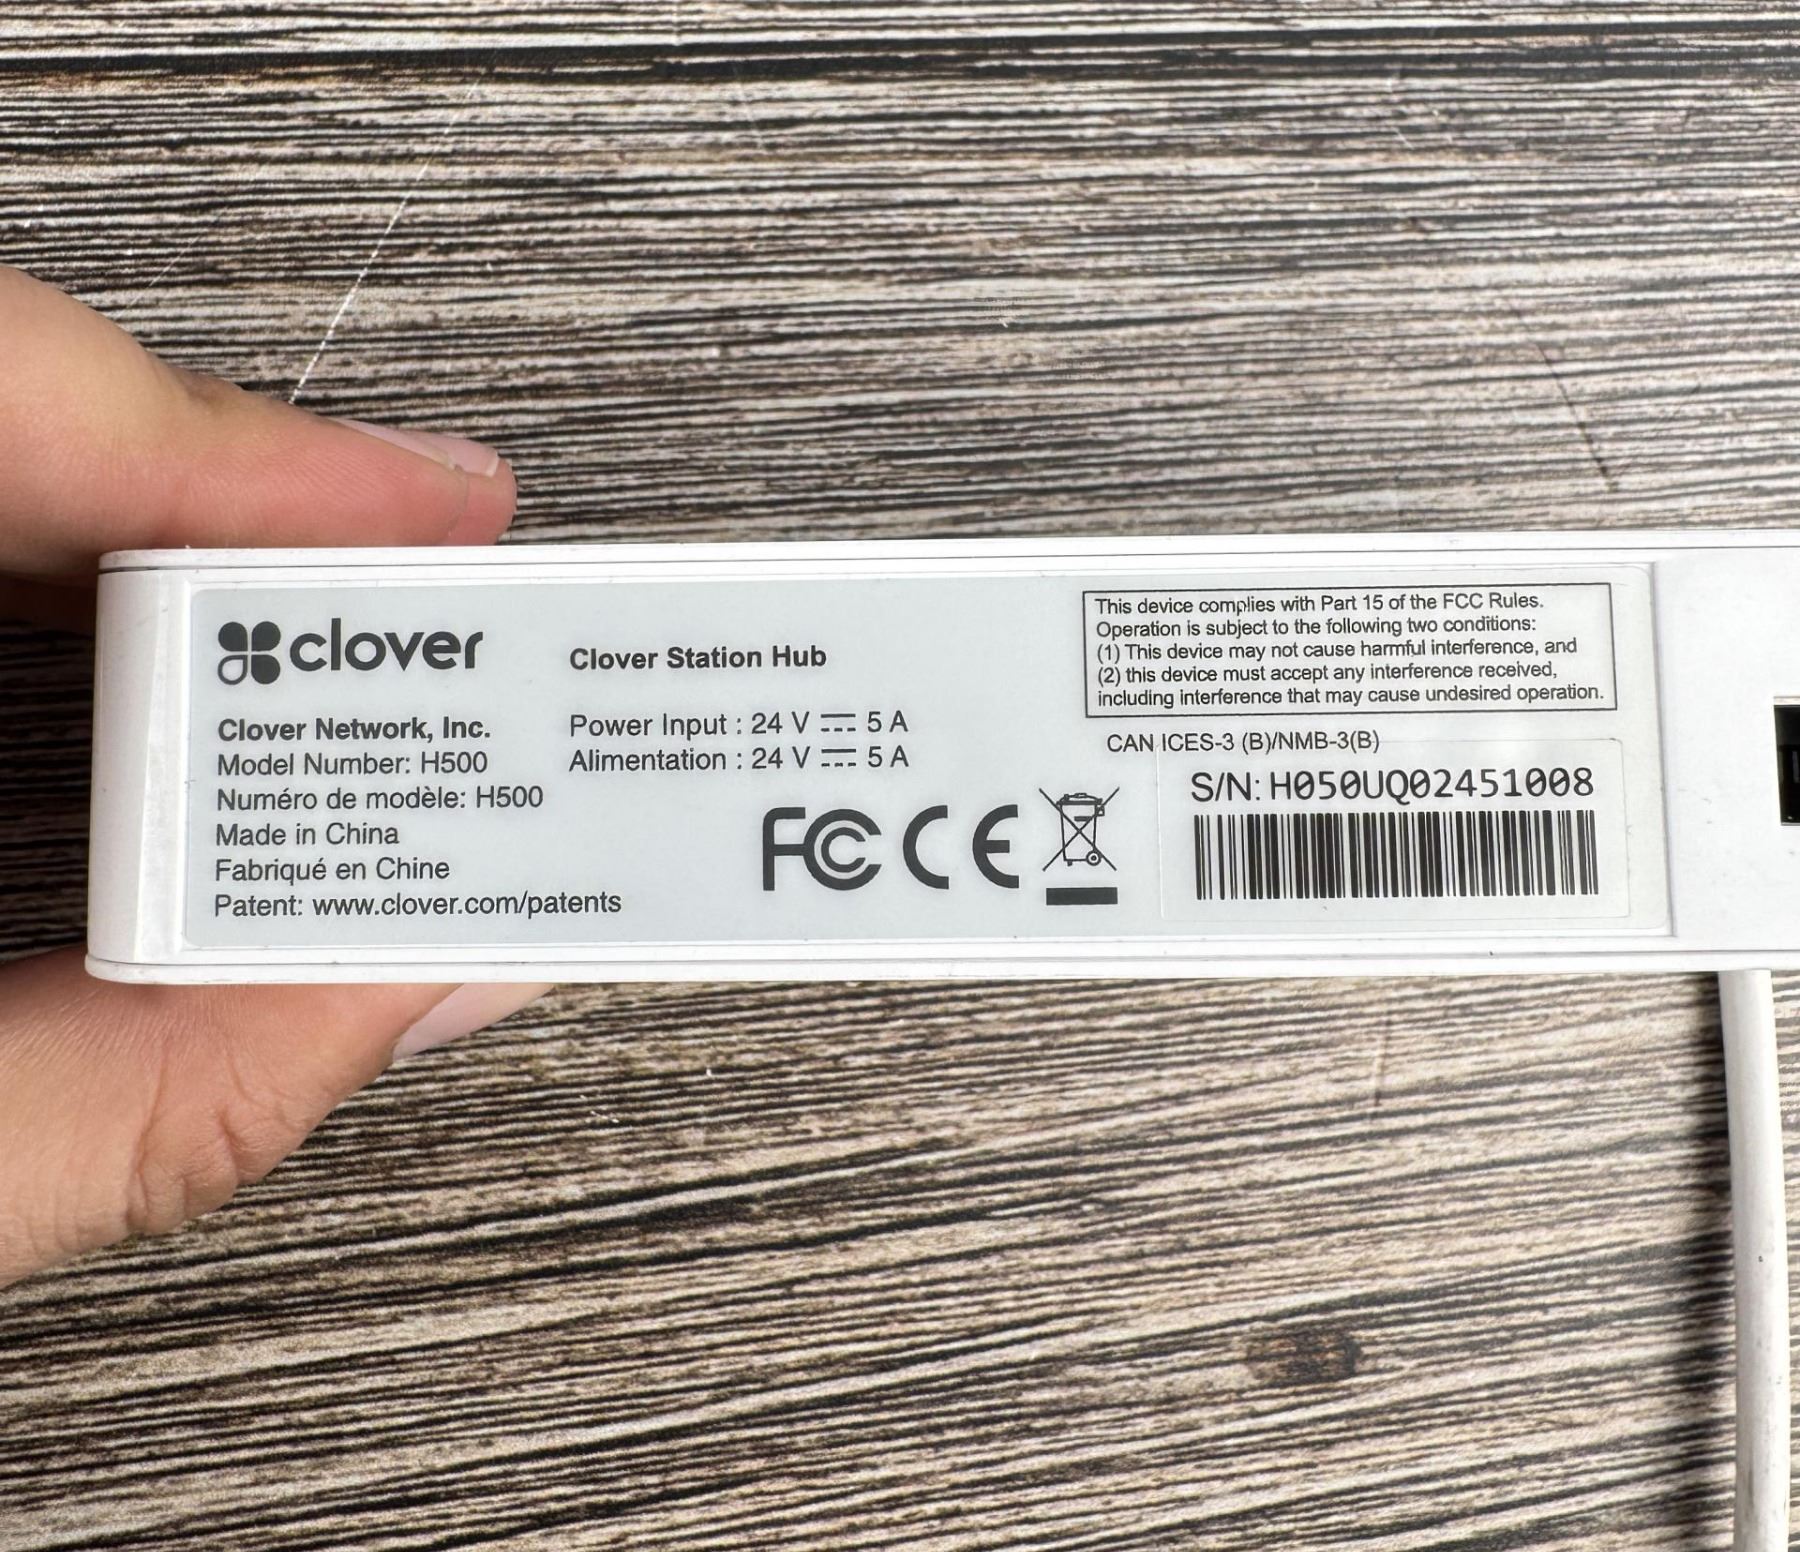 clover
Clover Network, Inc.
Model Number: H500
Numéro de modèle: H500
Made in China
Fabriqué en Chine
Patent: www.clover.com/patents
Clover Station Hub
Power Input : 24 V ⎓ 5 A
Alimentation : 24 V ⎓ 5 A
FC CE
This device complies with Part 15 of the FCC Rules.
Operation is subject to the following two conditions:
(1) This device may not cause harmful interference, and
(2) this device must accept any interference received,
including interference that may cause undesired operation.
CAN ICES-3 (B)/NMB-3(B)
S/N: H050UQ02451008